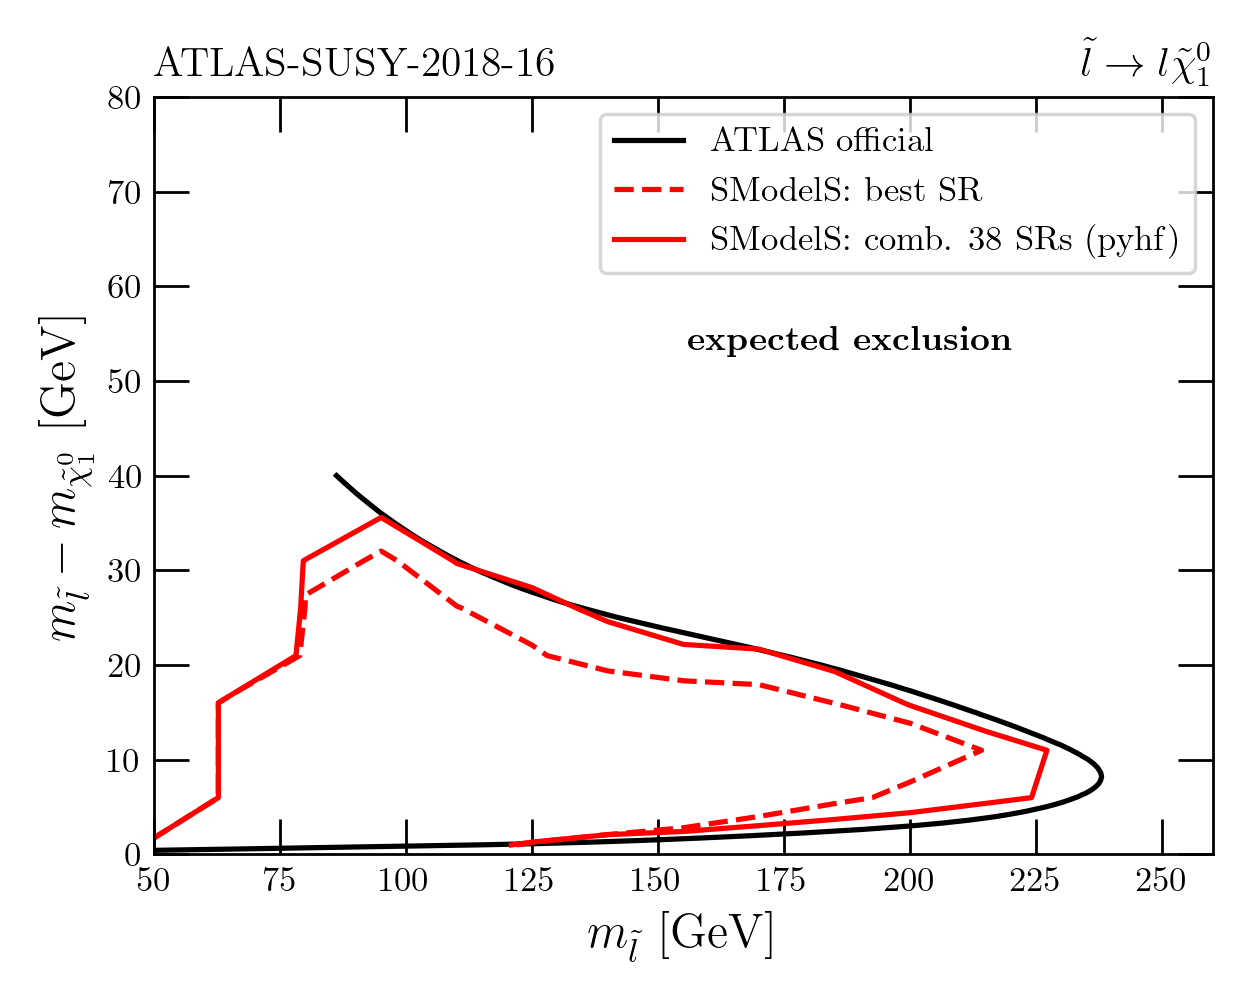 ATLAS-SUSY-2018-16
l̃ → lχ̃₁⁰
ATLAS official
SModelS: best SR
SModelS: comb. 38 SRs (pyhf)
expected exclusion
m_l̃ − m_χ̃₁⁰ [GeV]
80
70
60
50
40
30
20
10
0
50 75 100 125 150 175 200 225 250
m_l̃ [GeV]